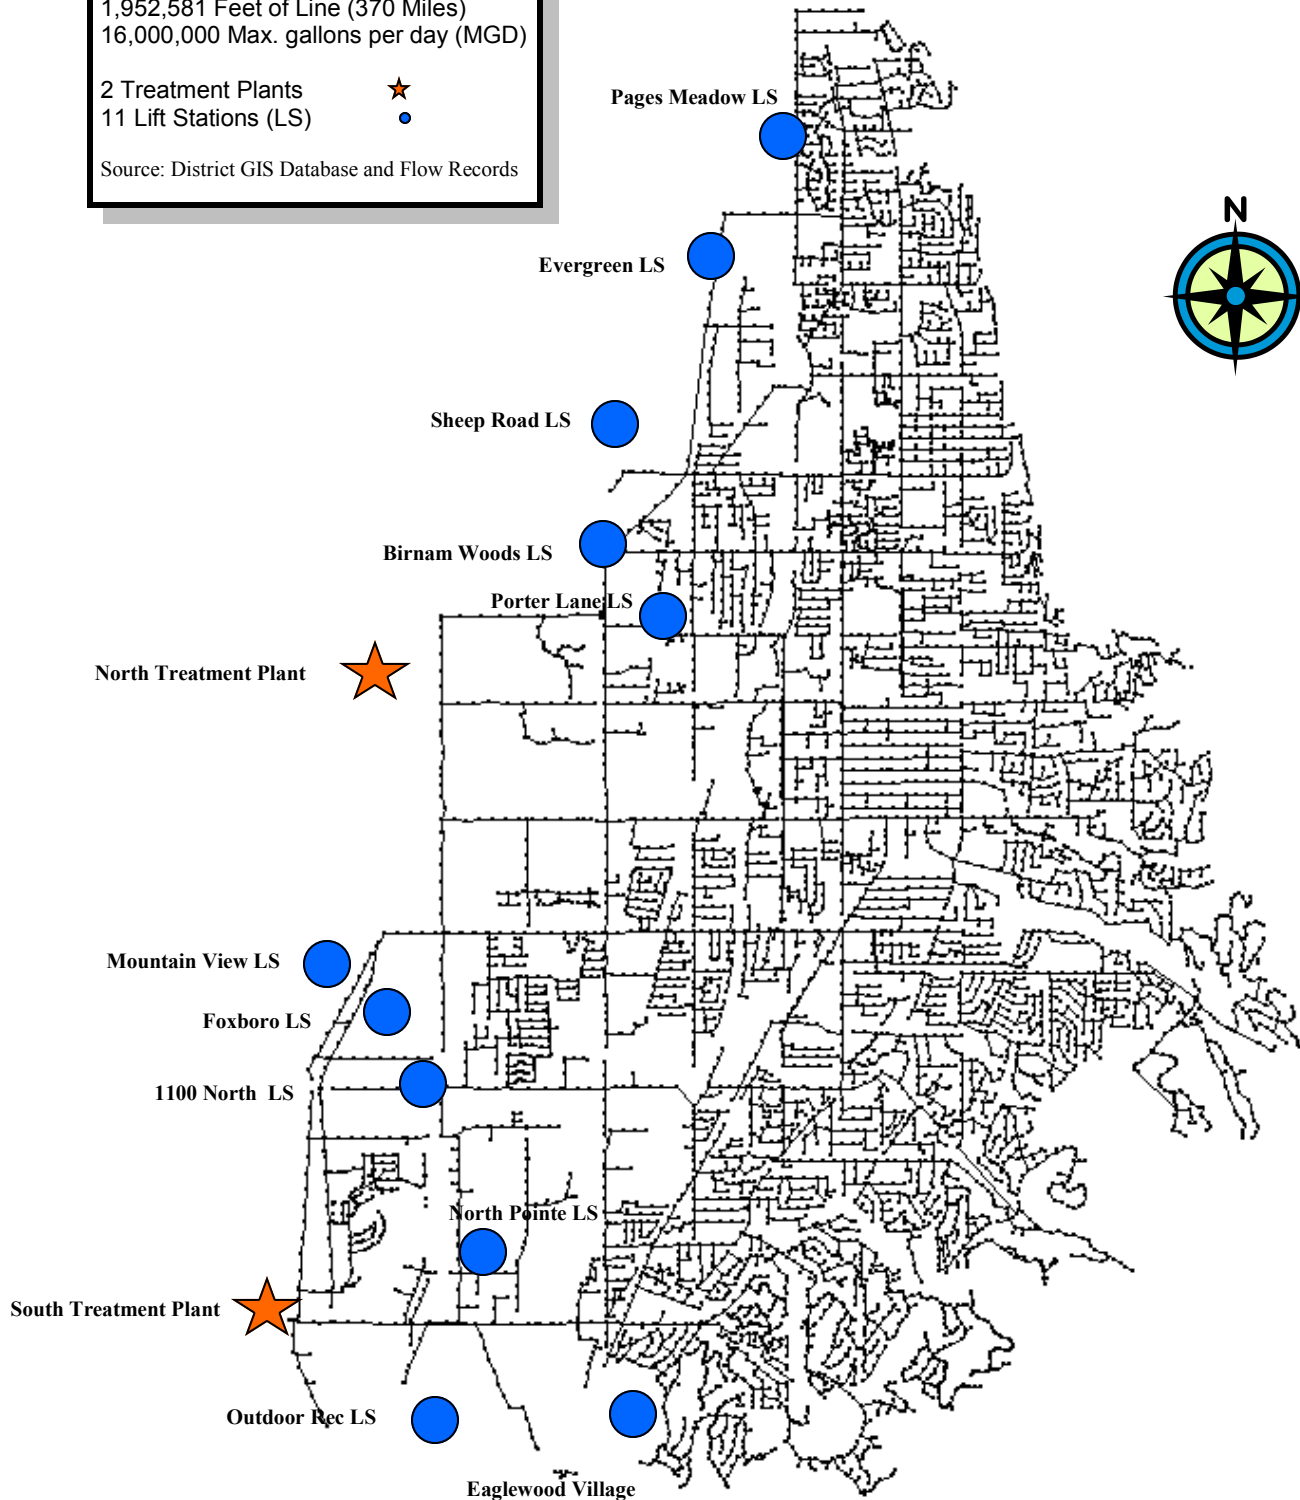 1,952,581 Feet of Line (370 Miles)
16,000,000 Max. gallons per day (MGD)
2 Treatment Plants
11 Lift Stations (LS)
Source: District GIS Database and Flow Records
Pages Meadow LS
N
Evergreen LS
Sheep Road LS
Birnam Woods LS
Porter Lane LS
North Treatment Plant
Mountain View LS
Foxboro LS
1100 North  LS
North Pointe LS
South Treatment Plant
Outdoor Rec LS
Eaglewood Village